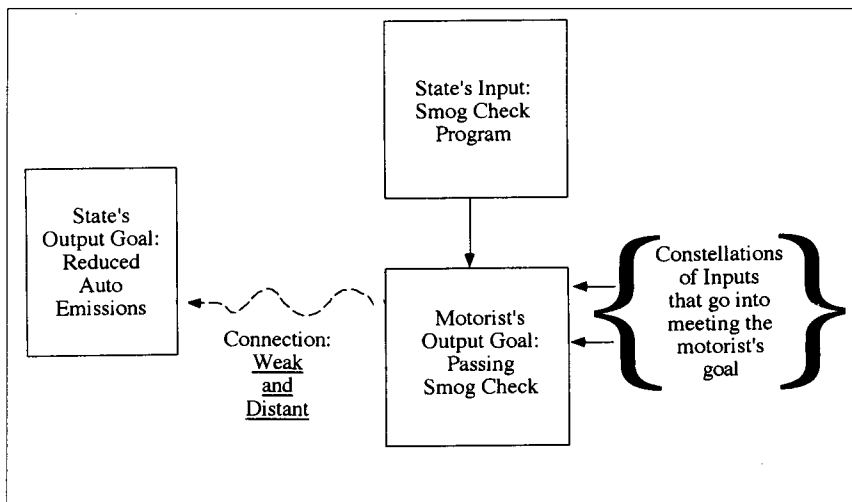 State's Input:
Smog Check
Program
State's
Output Goal:
Reduced
Auto
Emissions
Connection:
Weak
and
Distant
Motorist's
Output Goal:
Passing
Smog Check
Constellations
of Inputs
that go into
meeting the
motorist's
goal